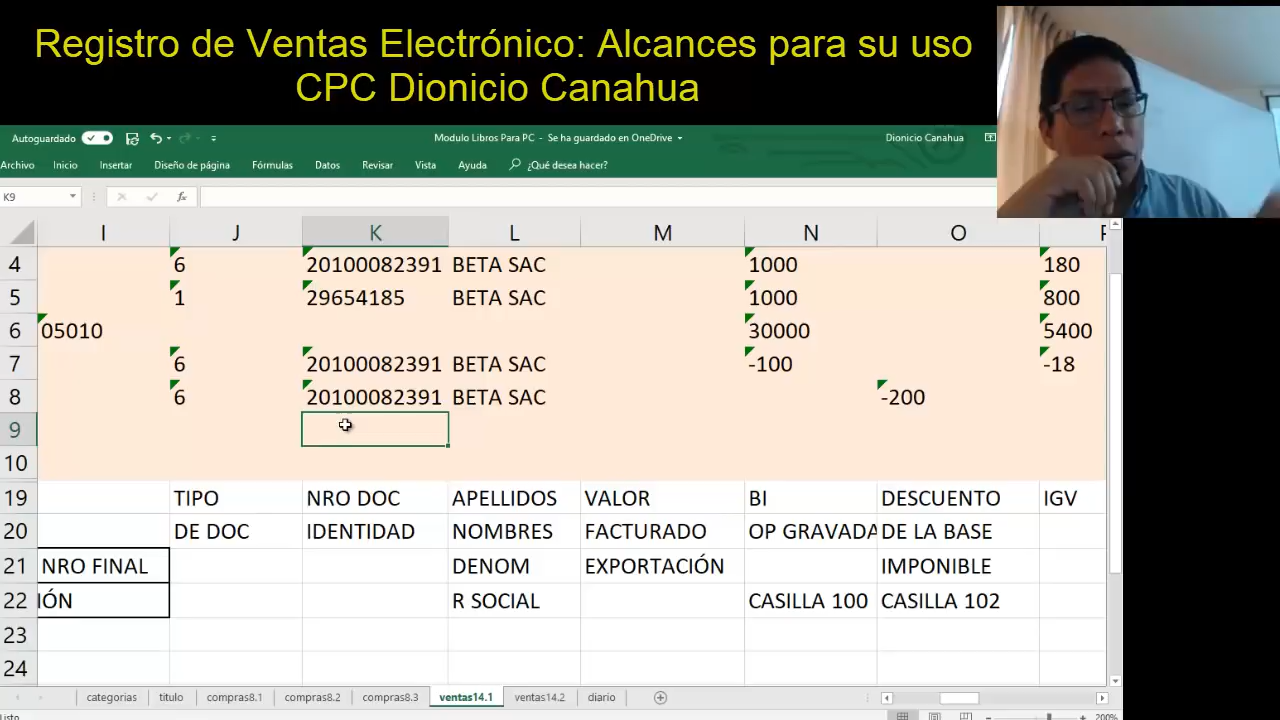 Registro de Ventas Electrónico: Alcances para su uso
CPC Dionicio Canahua
Autoguardado Modulo Libros Para PC - Se ha guardado en OneDrive Dionicio Canahua
Archivo Inicio Insertar Diseño de página Fórmulas Datos Revisar Vista Ayuda ¿Qué desea hacer?
K9 fx
I J K L M N O
4 6 20100082391 BETA SAC 1000 180
5 1 29654185 BETA SAC 1000 800
6 05010 30000 5400
7 6 20100082391 BETA SAC -100 -18
8 6 20100082391 BETA SAC -200
9
10
19 TIPO NRO DOC APELLIDOS VALOR BI DESCUENTO IGV
20 DE DOC IDENTIDAD NOMBRES FACTURADO OP GRAVADA DE LA BASE
21 NRO FINAL DENOM EXPORTACIÓN IMPONIBLE
22 IÓN R SOCIAL CASILLA 100 CASILLA 102
23
24
categorias titulo compras8.1 compras8.2 compras8.3 ventas14.1 ventas14.2 diario
Listo 200%